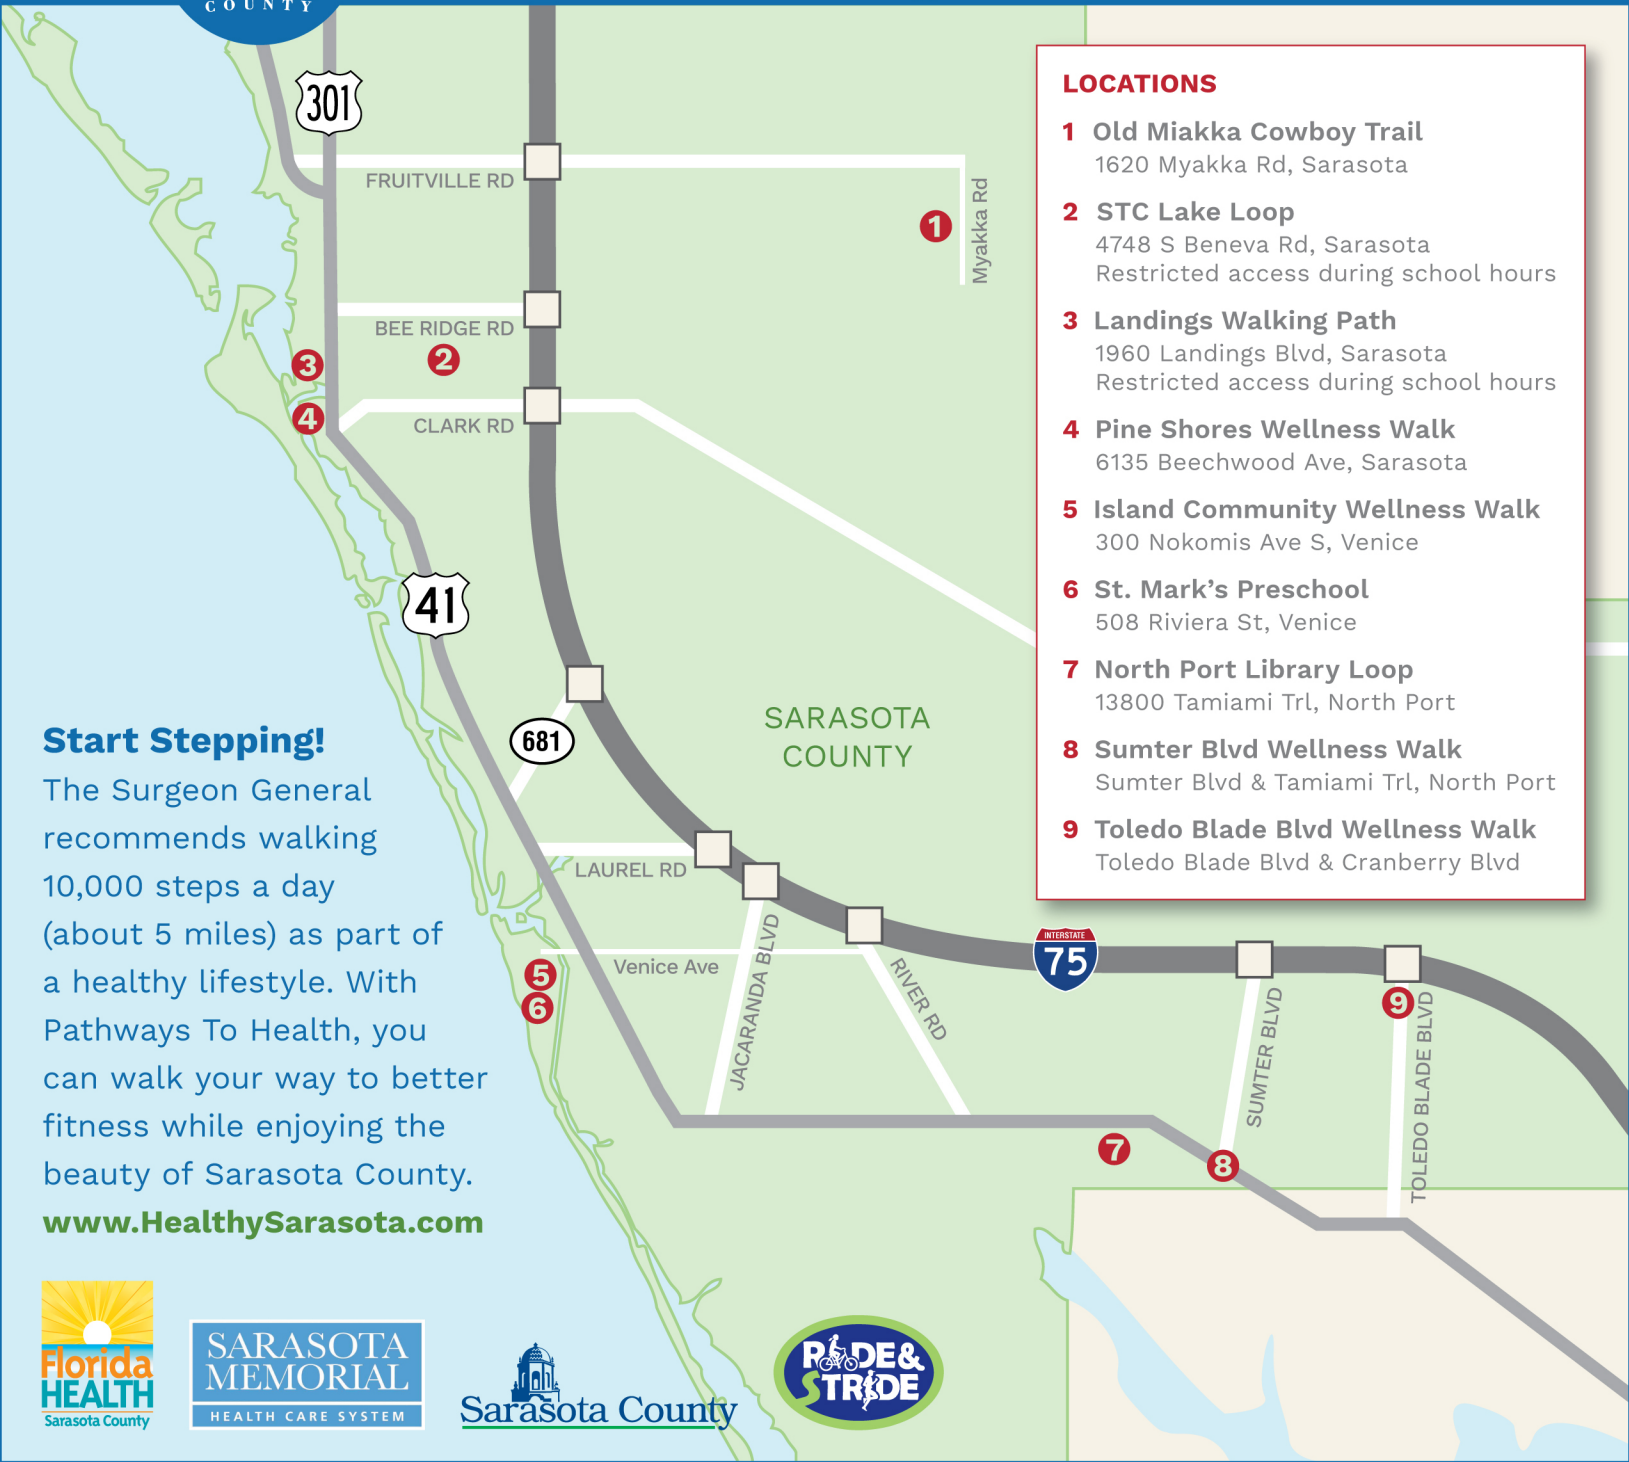 COUNTY
301
FRUITVILLE RD
Myakka Rd
1
BEE RIDGE RD
2
3
4
CLARK RD
41
681
SARASOTA
COUNTY
LAUREL RD
Venice Ave
JACARANDA BLVD
RIVER RD
INTERSTATE
75
5
6
SUMTER BLVD
9
TOLEDO BLADE BLVD
7
8
LOCATIONS
1 Old Miakka Cowboy Trail
1620 Myakka Rd, Sarasota
2 STC Lake Loop
4748 S Beneva Rd, Sarasota
Restricted access during school hours
3 Landings Walking Path
1960 Landings Blvd, Sarasota
Restricted access during school hours
4 Pine Shores Wellness Walk
6135 Beechwood Ave, Sarasota
5 Island Community Wellness Walk
300 Nokomis Ave S, Venice
6 St. Mark’s Preschool
508 Riviera St, Venice
7 North Port Library Loop
13800 Tamiami Trl, North Port
8 Sumter Blvd Wellness Walk
Sumter Blvd & Tamiami Trl, North Port
9 Toledo Blade Blvd Wellness Walk
Toledo Blade Blvd & Cranberry Blvd
Start Stepping!
The Surgeon General
recommends walking
10,000 steps a day
(about 5 miles) as part of
a healthy lifestyle. With
Pathways To Health, you
can walk your way to better
fitness while enjoying the
beauty of Sarasota County.
www.HealthySarasota.com
Florida
HEALTH
Sarasota County
SARASOTA
MEMORIAL
HEALTH CARE SYSTEM
Sarasota County
RIDE&
STRIDE